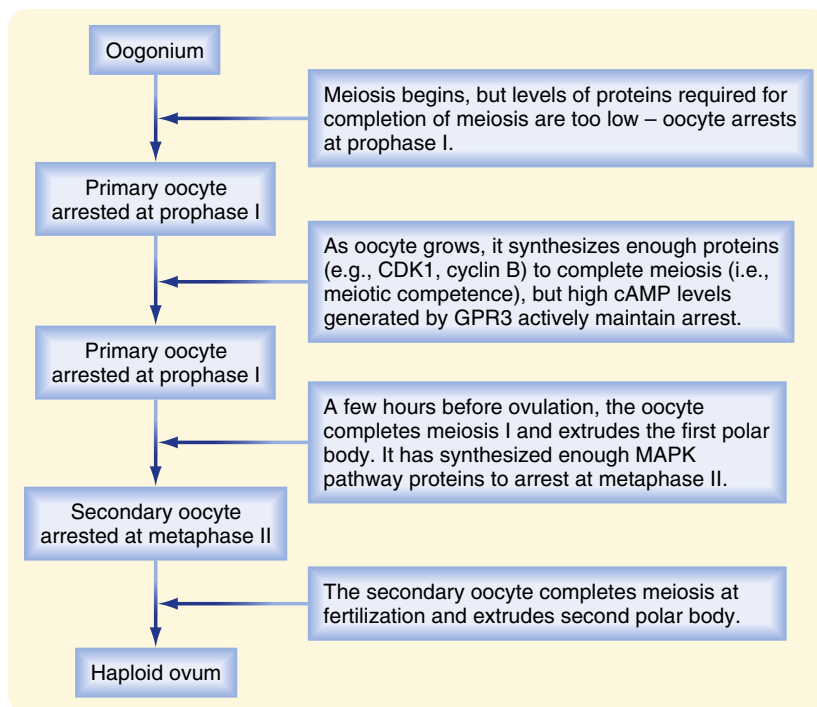 Oogonium
Meiosis begins, but levels of proteins required for
completion of meiosis are too low – oocyte arrests
at prophase I.
Primary oocyte
arrested at prophase I
As oocyte grows, it synthesizes enough proteins
(e.g., CDK1, cyclin B) to complete meiosis (i.e.,
meiotic competence), but high cAMP levels
generated by GPR3 actively maintain arrest.
Primary oocyte
arrested at prophase I
A few hours before ovulation, the oocyte
completes meiosis I and extrudes the first polar
body. It has synthesized enough MAPK
pathway proteins to arrest at metaphase II.
Secondary oocyte
arrested at metaphase II
The secondary oocyte completes meiosis at
fertilization and extrudes second polar body.
Haploid ovum